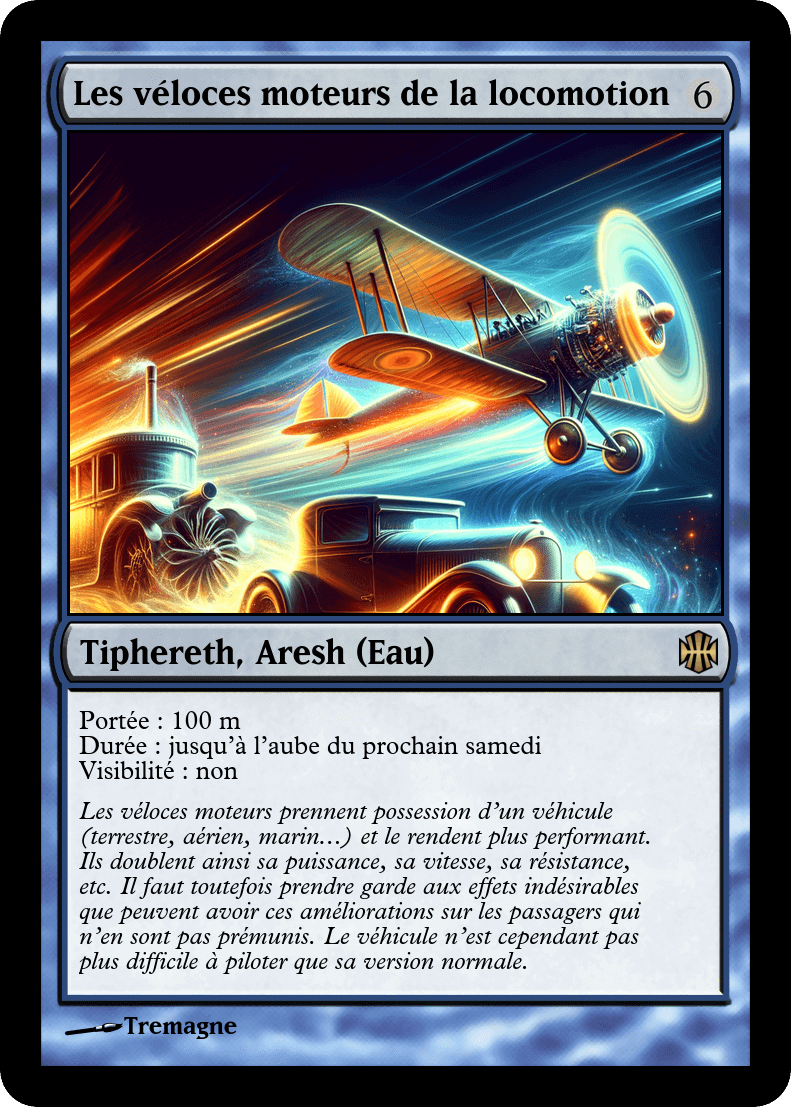 Les véloces moteurs de la locomotion 6
Tiphereth, Aresh (Eau)
Portée : 100 m
Durée : jusqu’à l’aube du prochain samedi
Visibilité : non
Les véloces moteurs prennent possession d’un véhicule
(terrestre, aérien, marin...) et le rendent plus performant.
Ils doublent ainsi sa puissance, sa vitesse, sa résistance,
etc. Il faut toutefois prendre garde aux effets indésirables
que peuvent avoir ces améliorations sur les passagers qui
n’en sont pas prémunis. Le véhicule n’est cependant pas
plus difficile à piloter que sa version normale.
Tremagne